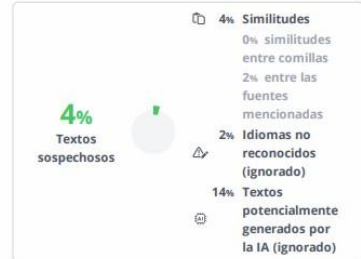 4%
Textos
sospechosos
4% Similitudes
0% similitudes
entre comillas
2% entre las
fuentes
mencionadas
2% Idiomas no
reconocidos
(ignorado)
14% Textos
potencialmente
generados por
la IA (ignorado)